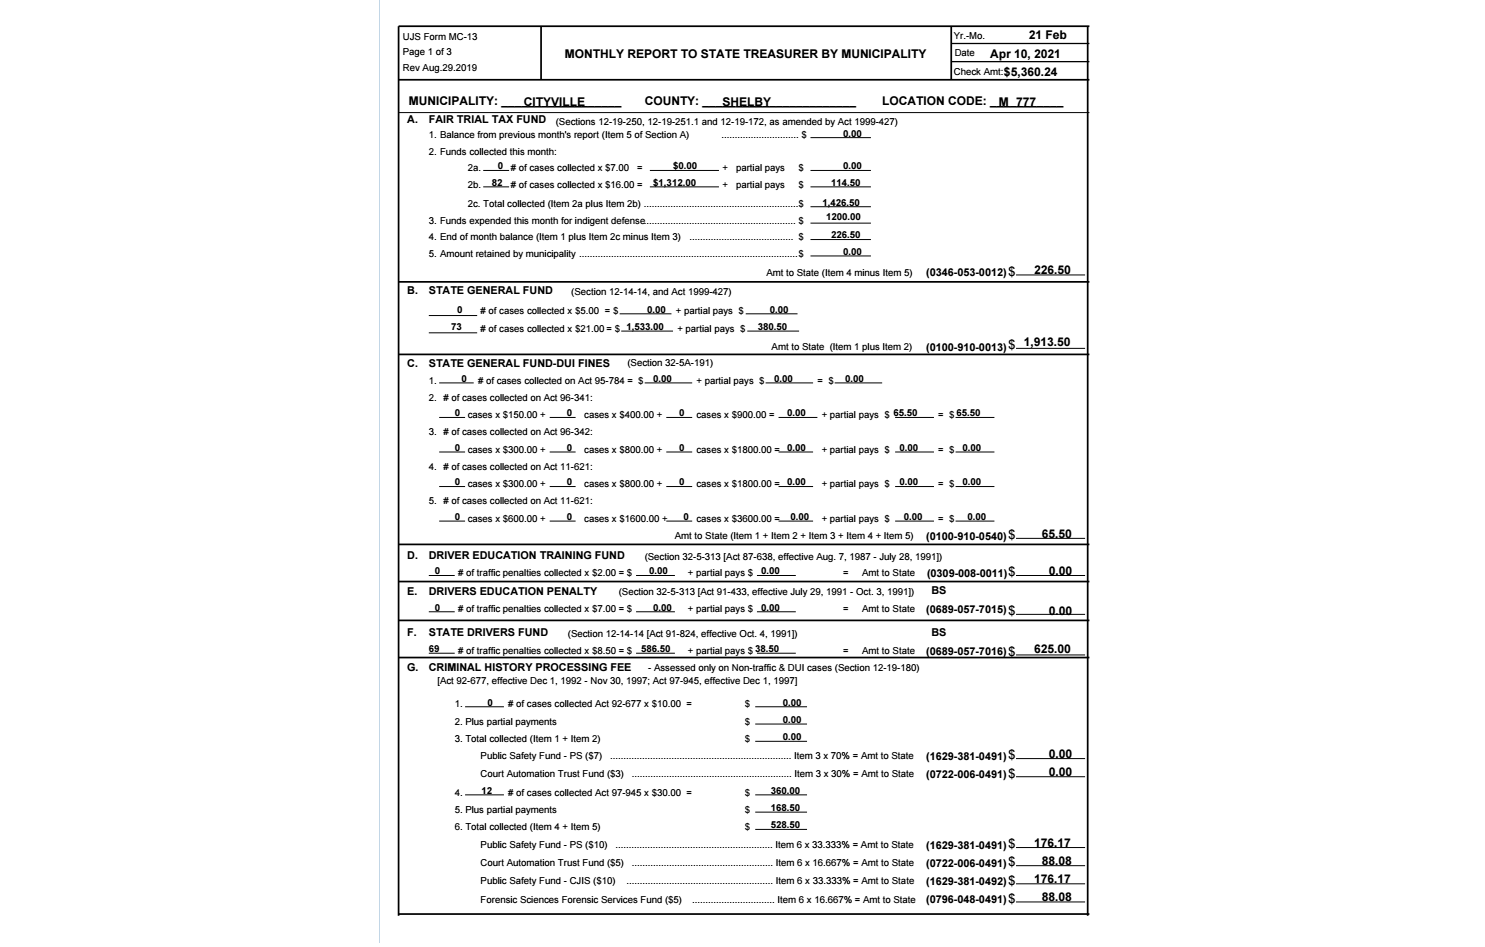 UJS Form MC-13
Page 1 of 3
Rev Aug.29.2019
MONTHLY REPORT TO STATE TREASURER BY MUNICIPALITY
Yr.-Mo. 21 Feb
Date Apr 10, 2021
Check Amt:$5,360.24
MUNICIPALITY: CITYVILLE COUNTY: SHELBY LOCATION CODE: M 777
A. FAIR TRIAL TAX FUND (Sections 12-19-250, 12-19-251.1 and 12-19-172, as amended by Act 1999-427)
1. Balance from previous month's report (Item 5 of Section A) ............................ $ 0.00
2. Funds collected this month:
2a. 0 # of cases collected x $7.00 = $0.00 + partial pays $ 0.00
2b. 82 # of cases collected x $16.00 = $1,312.00 + partial pays $ 114.50
2c. Total collected (Item 2a plus Item 2b) ........................................................$ 1,426.50
3. Funds expended this month for indigent defense....................................................... $ 1200.00
4. End of month balance (Item 1 plus Item 2c minus Item 3) ..................................... $ 226.50
5. Amount retained by municipality ...............................................................................$ 0.00
Amt to State (Item 4 minus Item 5) (0346-053-0012) $ 226.50
B. STATE GENERAL FUND (Section 12-14-14, and Act 1999-427)
0 # of cases collected x $5.00 = $ 0.00 + partial pays $ 0.00
73 # of cases collected x $21.00 = $ 1,533.00 + partial pays $ 380.50
Amt to State (Item 1 plus Item 2) (0100-910-0013) $ 1,913.50
C. STATE GENERAL FUND-DUI FINES (Section 32-5A-191)
1. 0 # of cases collected on Act 95-784 = $ 0.00 + partial pays $ 0.00 = $ 0.00
2. # of cases collected on Act 96-341:
0 cases x $150.00 + 0 cases x $400.00 + 0 cases x $900.00 = 0.00 + partial pays $ 65.50 = $ 65.50
3. # of cases collected on Act 96-342:
0 cases x $300.00 + 0 cases x $800.00 + 0 cases x $1800.00 = 0.00 + partial pays $ 0.00 = $ 0.00
4. # of cases collected on Act 11-621:
0 cases x $300.00 + 0 cases x $800.00 + 0 cases x $1800.00 = 0.00 + partial pays $ 0.00 = $ 0.00
5. # of cases collected on Act 11-621:
0 cases x $600.00 + 0 cases x $1600.00 + 0 cases x $3600.00 = 0.00 + partial pays $ 0.00 = $ 0.00
Amt to State (Item 1 + Item 2 + Item 3 + Item 4 + Item 5) (0100-910-0540) $ 65.50
D. DRIVER EDUCATION TRAINING FUND (Section 32-5-313 [Act 87-638, effective Aug. 7, 1987 - July 28, 1991])
0 # of traffic penalties collected x $2.00 = $ 0.00 + partial pays $ 0.00 = Amt to State (0309-008-0011) $ 0.00
E. DRIVERS EDUCATION PENALTY (Section 32-5-313 [Act 91-433, effective July 29, 1991 - Oct. 3, 1991]) BS
0 # of traffic penalties collected x $7.00 = $ 0.00 + partial pays $ 0.00 = Amt to State (0689-057-7015) $ 0.00
F. STATE DRIVERS FUND (Section 12-14-14 [Act 91-824, effective Oct. 4, 1991]) BS
69 # of traffic penalties collected x $8.50 = $ 586.50 + partial pays $ 38.50 = Amt to State (0689-057-7016) $ 625.00
G. CRIMINAL HISTORY PROCESSING FEE - Assessed only on Non-traffic & DUI cases (Section 12-19-180)
[Act 92-677, effective Dec 1, 1992 - Nov 30, 1997; Act 97-945, effective Dec 1, 1997]
1. 0 # of cases collected Act 92-677 x $10.00 = $ 0.00
2. Plus partial payments $ 0.00
3. Total collected (Item 1 + Item 2) $ 0.00
Public Safety Fund - PS ($7) ................................................................. Item 3 x 70% = Amt to State (1629-381-0491) $ 0.00
Court Automation Trust Fund ($3) .......................................................... Item 3 x 30% = Amt to State (0722-006-0491) $ 0.00
4. 12 # of cases collected Act 97-945 x $30.00 = $ 360.00
5. Plus partial payments $ 168.50
6. Total collected (Item 4 + Item 5) $ 528.50
Public Safety Fund - PS ($10) ......................................................... Item 6 x 33.333% = Amt to State (1629-381-0491) $ 176.17
Court Automation Trust Fund ($5) ................................................... Item 6 x 16.667% = Amt to State (0722-006-0491) $ 88.08
Public Safety Fund - CJIS ($10) ..................................................... Item 6 x 33.333% = Amt to State (1629-381-0492) $ 176.17
Forensic Sciences Forensic Services Fund ($5) .............................. Item 6 x 16.667% = Amt to State (0796-048-0491) $ 88.08